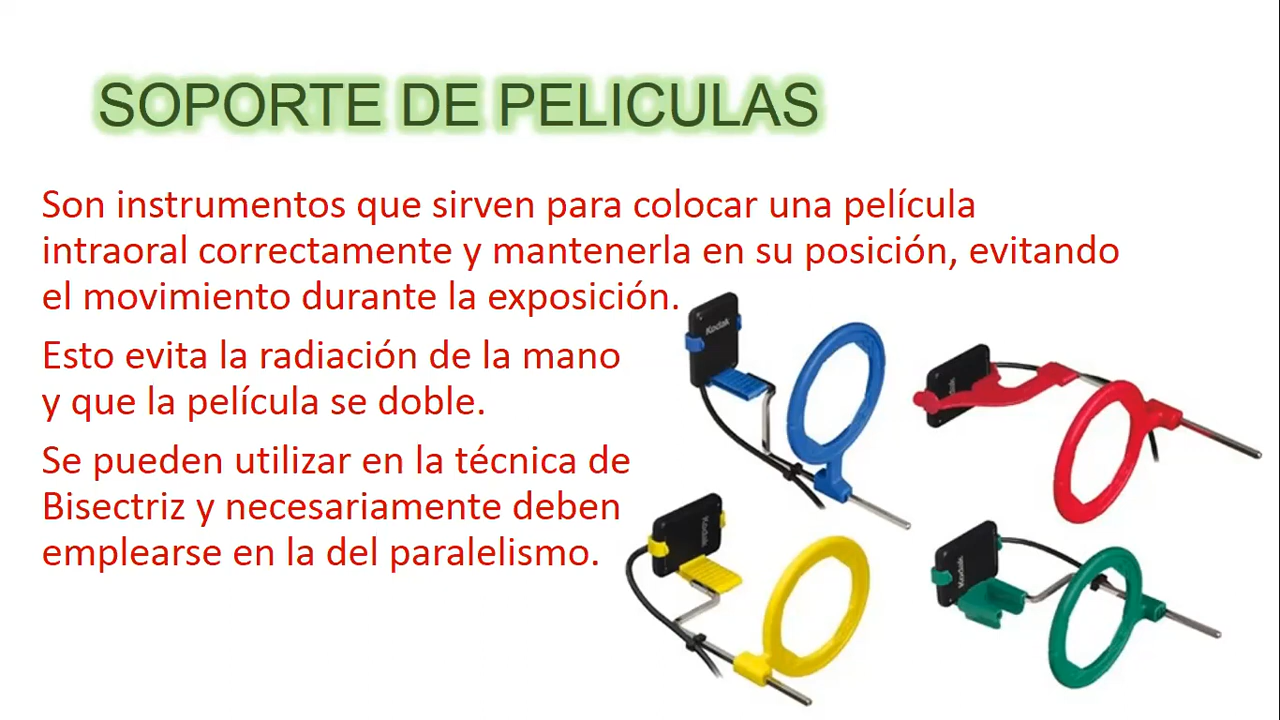 SOPORTE DE PELICULAS
Son instrumentos que sirven para colocar una película
intraoral correctamente y mantenerla en su posición, evitando
el movimiento durante la exposición.
Esto evita la radiación de la mano
y que la película se doble.
Se pueden utilizar en la técnica de
Bisectriz y necesariamente deben
emplearse en la del paralelismo.
Kodak
Kodak
Kodak
Kodak